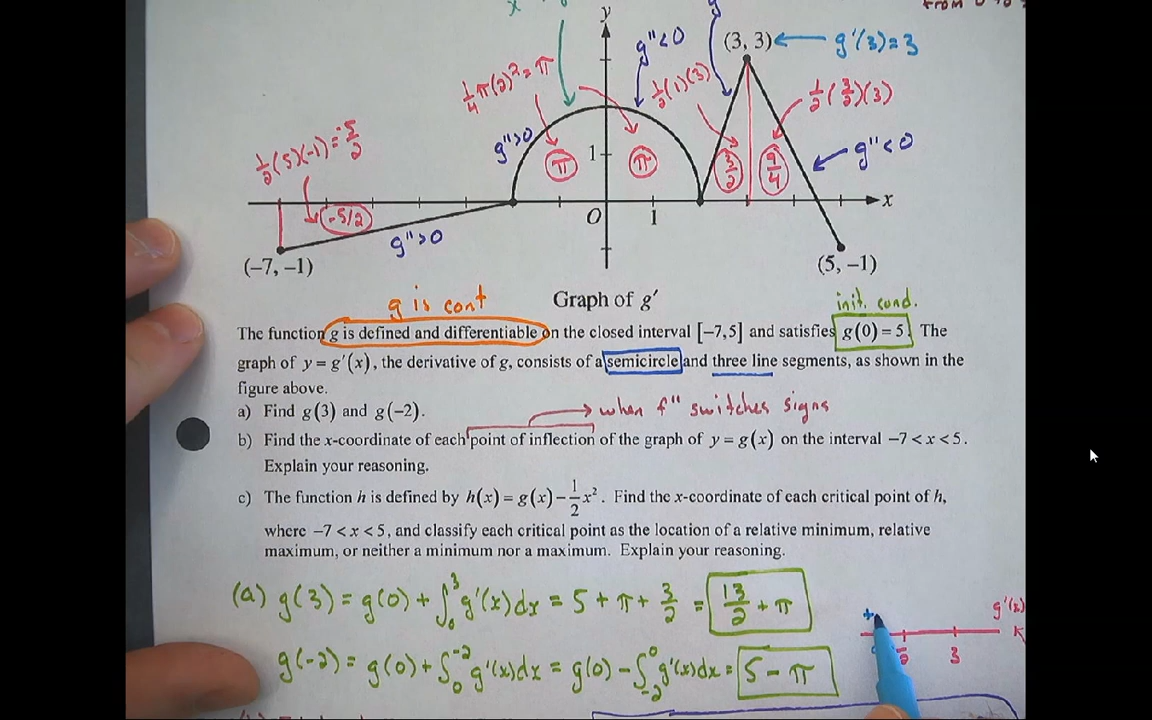 y
(3, 3) ← g'(3) = 3
g'' < 0
1/4 π(2)² = π
1/2 (1)(3)
1/2 (3/2)(3)
g'' > 0
g'' < 0
1/2 (5)(-1) = -5/2
π
π
3/2
9/4
1
x
-5/2
O
1
g'' > 0
(−7, −1)
(5, −1)
g is cont
Graph of g′
init. cond.
The function g is defined and differentiable on the closed interval [−7,5] and satisfies g(0) = 5. The
graph of y = g′(x), the derivative of g, consists of a semicircle and three line segments, as shown in the
figure above.
a) Find g(3) and g(−2).
when f'' switches signs
b) Find the x-coordinate of each point of inflection of the graph of y = g(x) on the interval −7 < x < 5.
Explain your reasoning.
c) The function h is defined by h(x) = g(x) − 1/2 x². Find the x-coordinate of each critical point of h,
where −7 < x < 5, and classify each critical point as the location of a relative minimum, relative
maximum, or neither a minimum nor a maximum. Explain your reasoning.
(a) g(3) = g(0) + ∫₀³ g'(x)dx = 5 + π + 3/2 = 13/2 + π
+
g'(x)
3
g(-2) = g(0) + ∫₀⁻² g'(x)dx = g(0) − ∫₋₂⁰ g'(x)dx = 5 − π